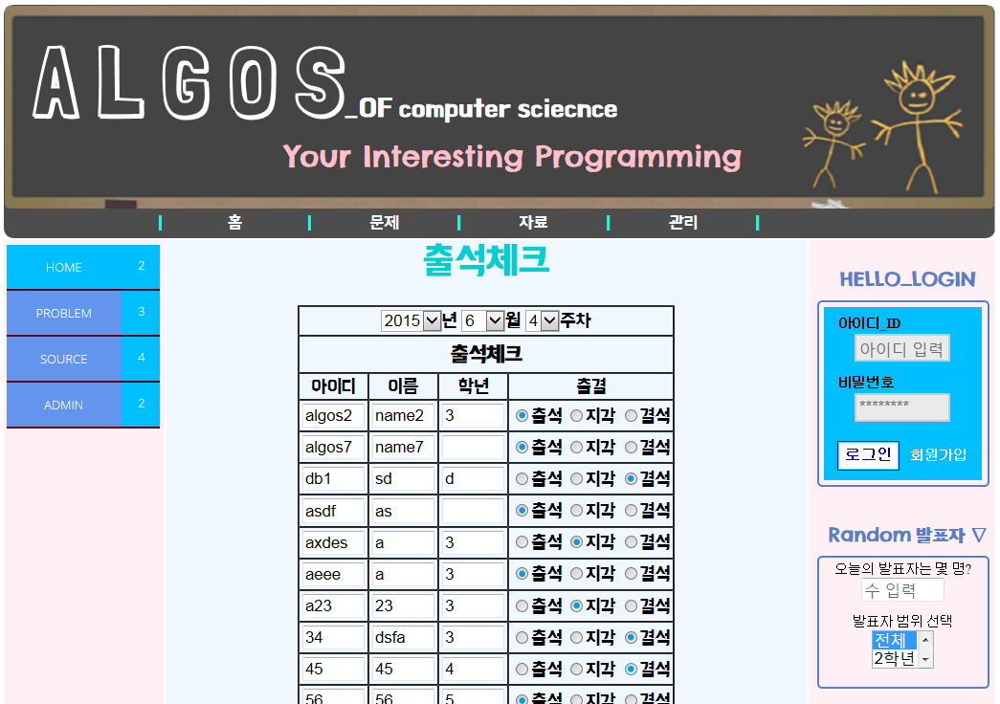 ALGOS_OF computer sciecnce
Your Interesting Programming
홈 문제 자료 관리
HOME 2
PROBLEM 3
SOURCE 4
ADMIN 2
출석체크
2015 년 6 월 4 주차
출석체크
아이디 이름 학년 출결
algos2 name2 3 출석 지각 결석
algos7 name7 출석 지각 결석
db1 sd d 출석 지각 결석
asdf as 출석 지각 결석
axdes a 3 출석 지각 결석
aeee a 3 출석 지각 결석
a23 23 3 출석 지각 결석
34 dsfa 3 출석 지각 결석
45 45 4 출석 지각 결석
56 56 5 출석 지각 결석
HELLO_LOGIN
아이디_ID
아이디 입력
비밀번호
********
로그인 회원가입
Random 발표자 ▽
오늘의 발표자는 몇 명?
수 입력
발표자 범위 선택
전체
2학년